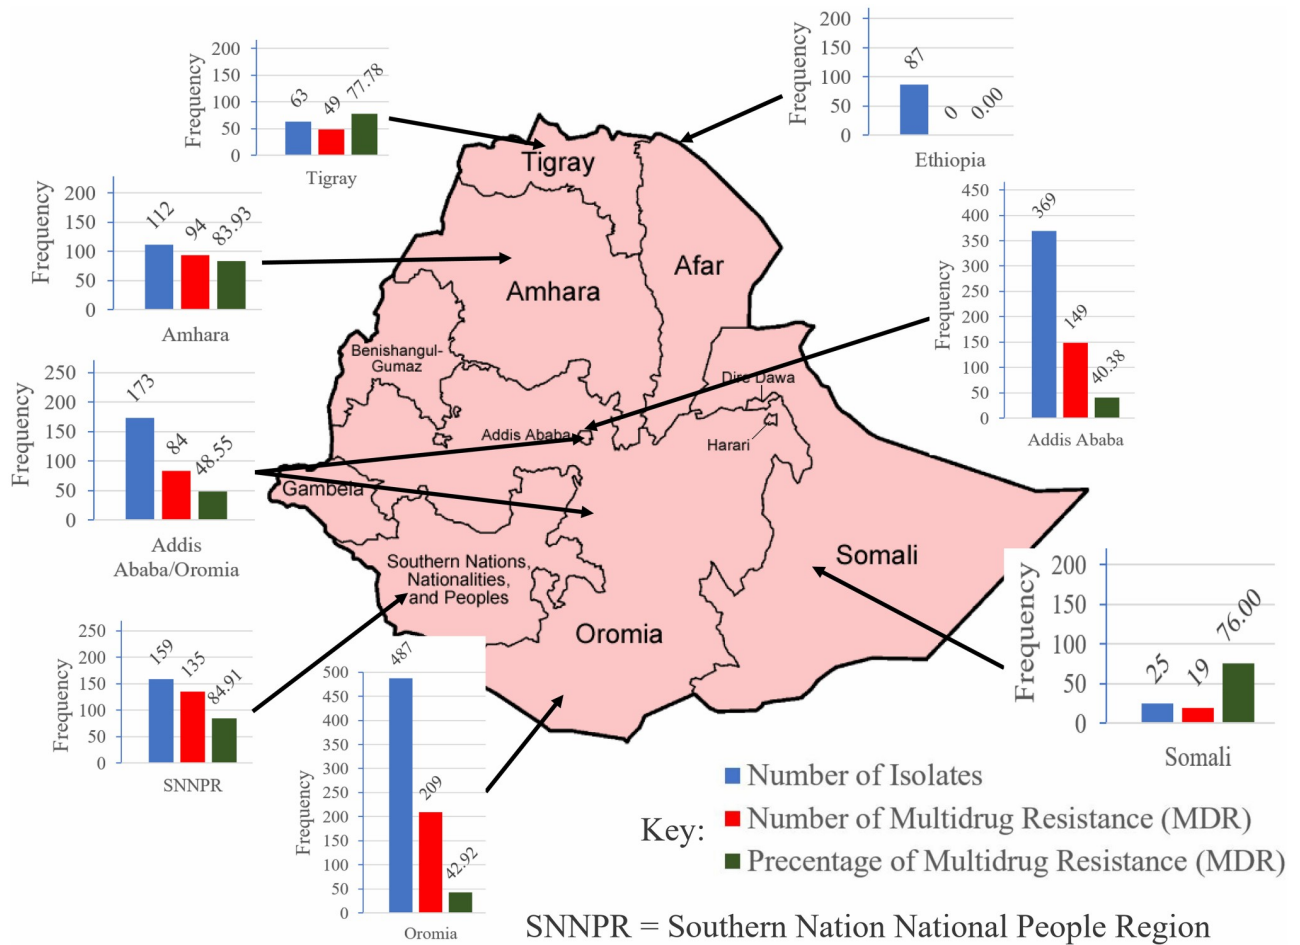 200
150
100
50
0
Frequency
63
49
77.78
Tigray
200
150
100
50
0
Frequency
87
0
0.00
Ethiopia
200
150
100
50
0
Frequency
112
94
83.93
Amhara
450
400
350
300
250
200
150
100
50
0
Frequency
369
149
40.38
Addis Ababa
250
200
150
100
50
0
Frequency
173
84
48.55
Addis
Ababa/Oromia
250
200
150
100
50
0
Frequency
159
135
84.91
SNNPR
500
450
400
350
300
250
200
150
100
50
0
Frequency
487
209
42.92
Oromia
200
150
100
50
0
Frequency
25
19
76.00
Somali
Tigray
Afar
Amhara
Benishangul-
Gumaz
Dire Dawa
Addis Ababa
Harari
Gambela
Southern Nations,
Nationalities,
and Peoples
Somali
Oromia
Key:
Number of Isolates
Number of Multidrug Resistance (MDR)
Precentage of Multidrug Resistance (MDR)
SNNPR = Southern Nation National People Region